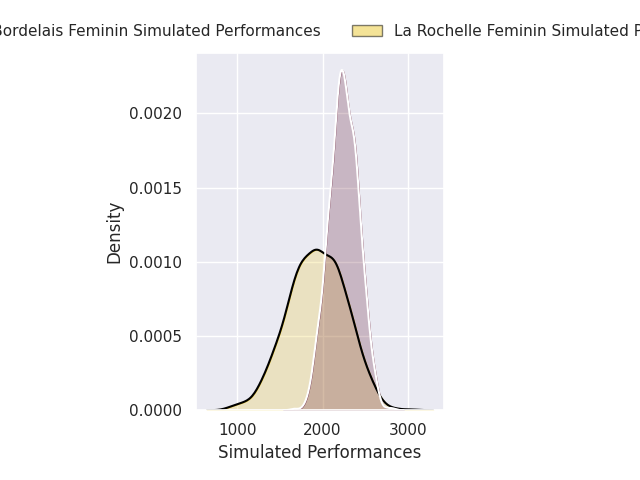 Bordelais Feminin Simulated Performances La Rochelle Feminin Simulated
0.0020
0.0015
0.0010
0.0005
0.0000
Density
1000 2000 3000
Simulated Performances